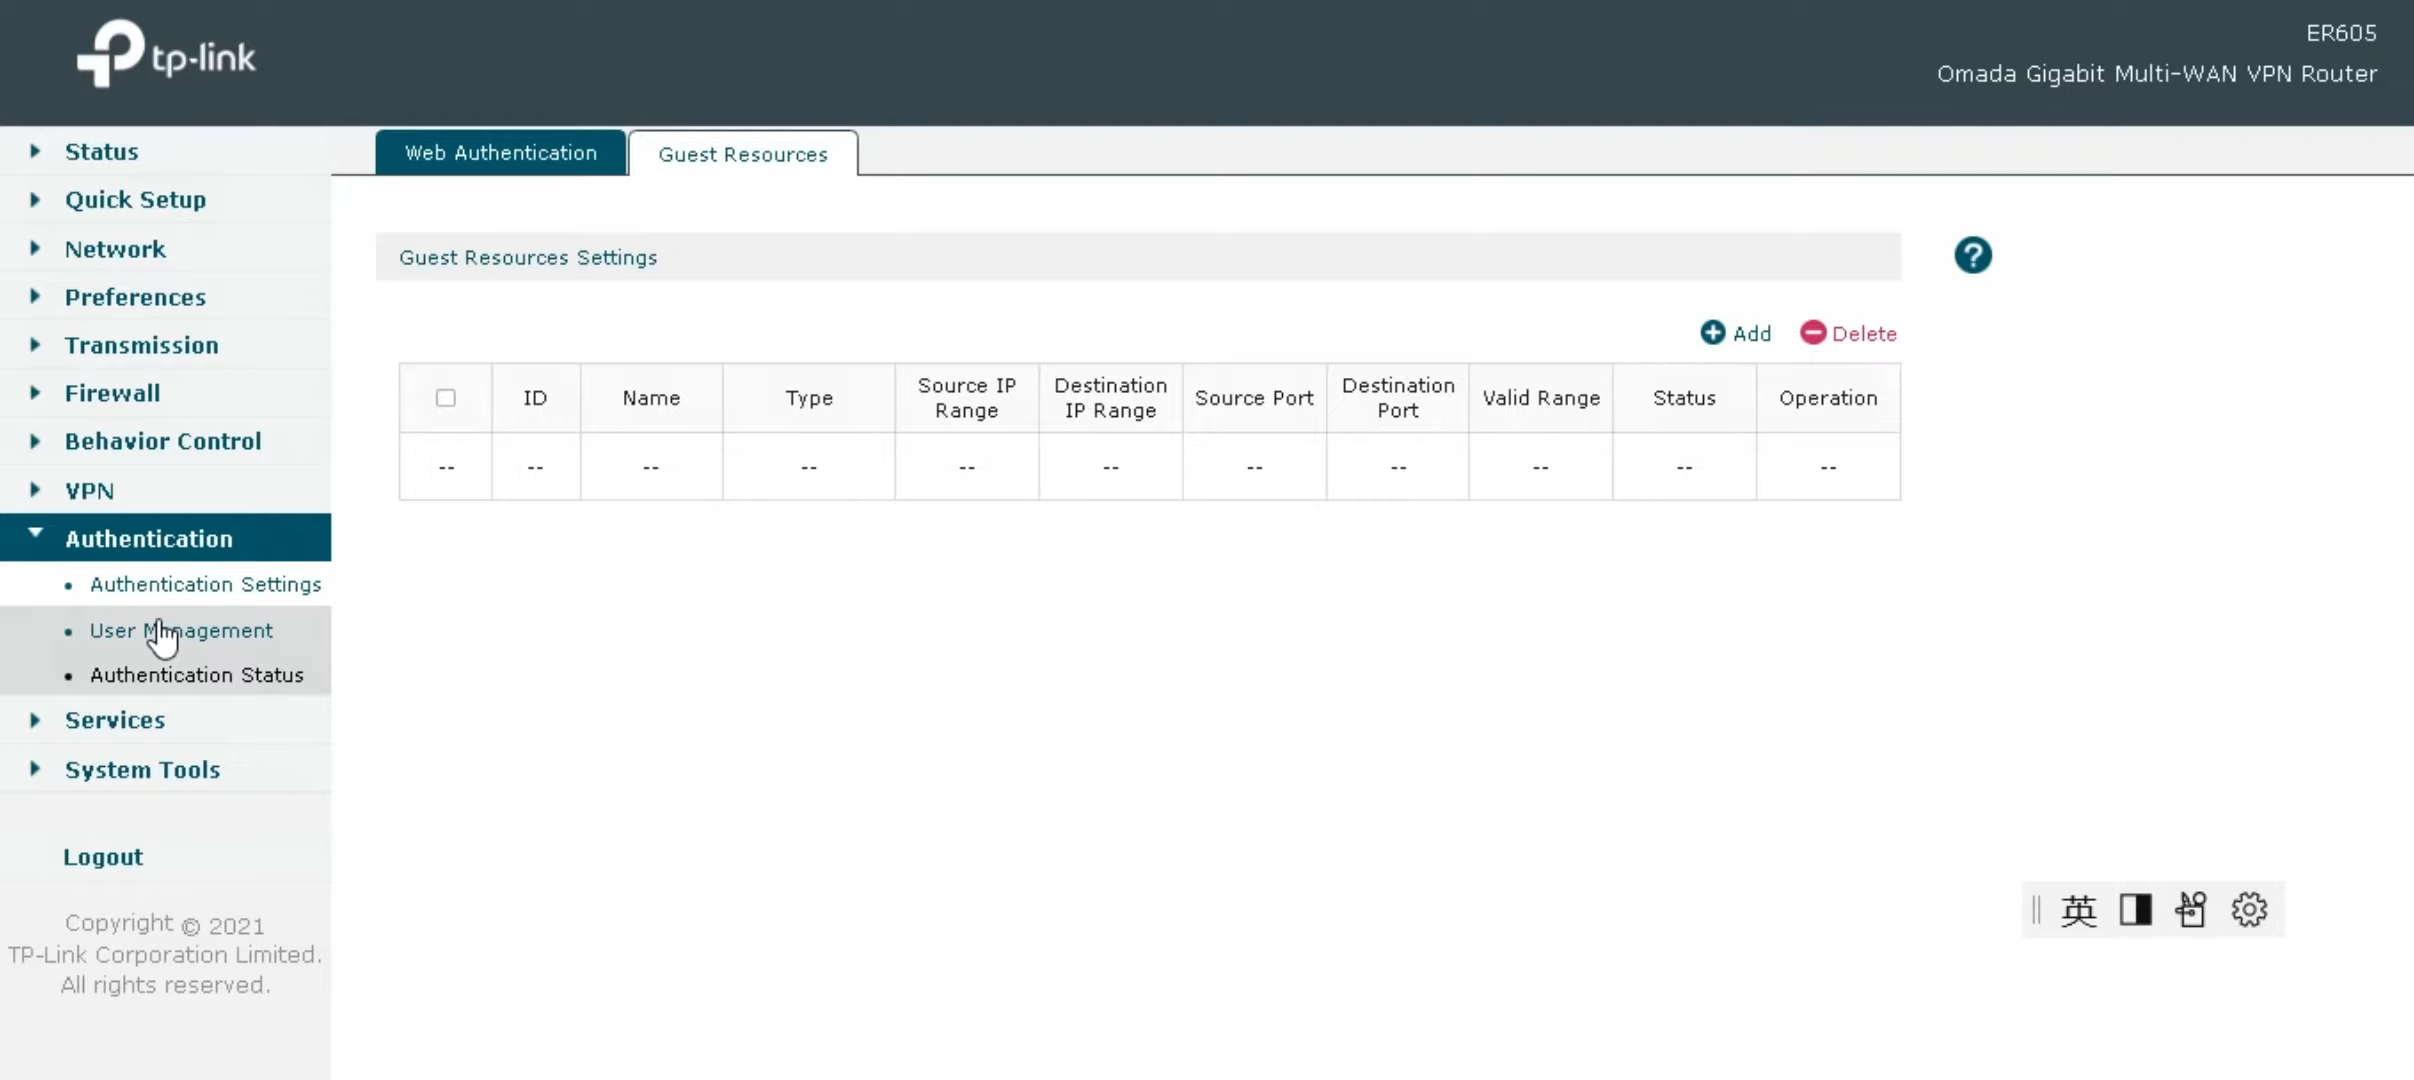 tp-link
ER605
Omada Gigabit Multi-WAN VPN Router
Status
Quick Setup
Network
Preferences
Transmission
Firewall
Behavior Control
VPN
Authentication
Authentication Settings
User Management
Authentication Status
Services
System Tools
Logout
Copyright © 2021
TP-Link Corporation Limited.
All rights reserved.
Web Authentication
Guest Resources
Guest Resources Settings
?
Add
Delete
ID
Name
Type
Source IP
Range
Destination
IP Range
Source Port
Destination
Port
Valid Range
Status
Operation
-- -- -- -- -- -- -- -- -- -- --
英